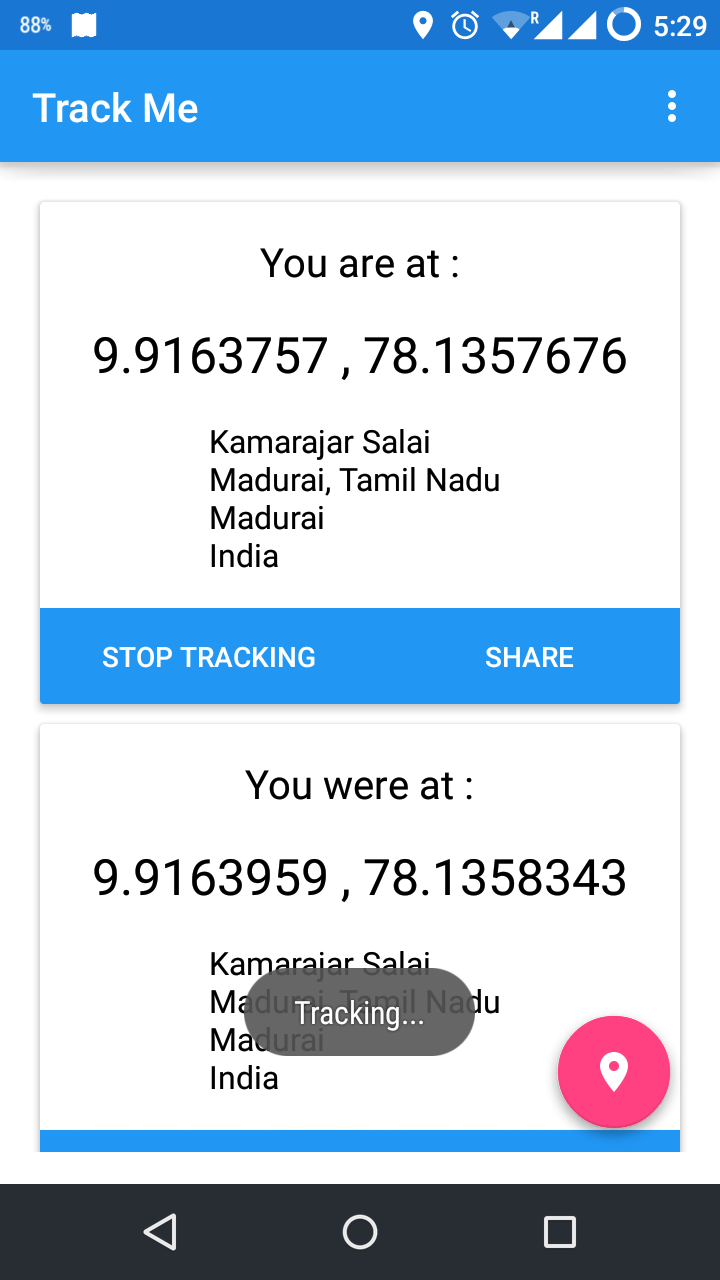 88%
R
5:29
Track Me
You are at :
9.9163757 , 78.1357676
Kamarajar Salai
Madurai, Tamil Nadu
Madurai
India
STOP TRACKING SHARE
You were at :
9.9163959 , 78.1358343
Kamarajar Salai
Madurai, Tamil Nadu
Tracking...
Madurai
India